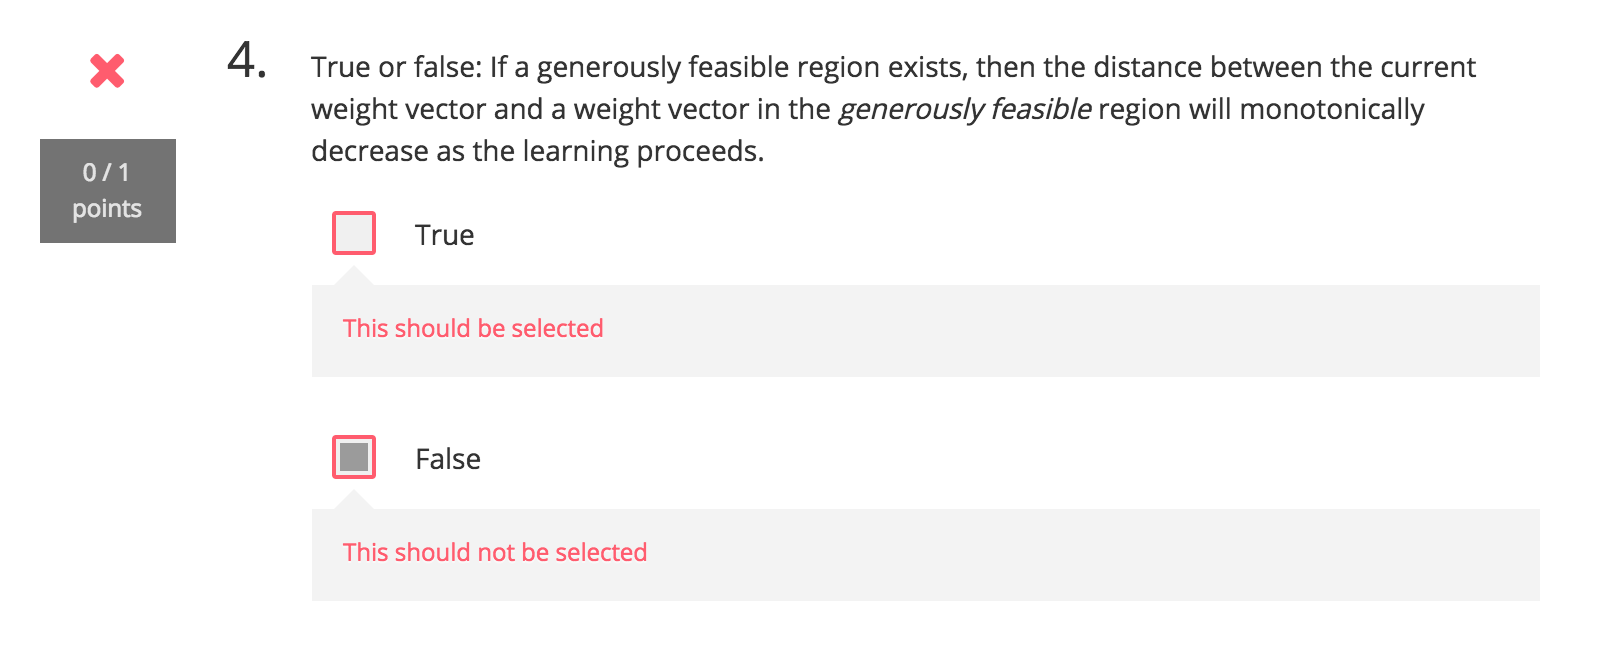 4.
True or false: If a generously feasible region exists, then the distance between the current
weight vector and a weight vector in the generously feasible region will monotonically
decrease as the learning proceeds.
0 / 1
points
True
This should be selected
False
This should not be selected